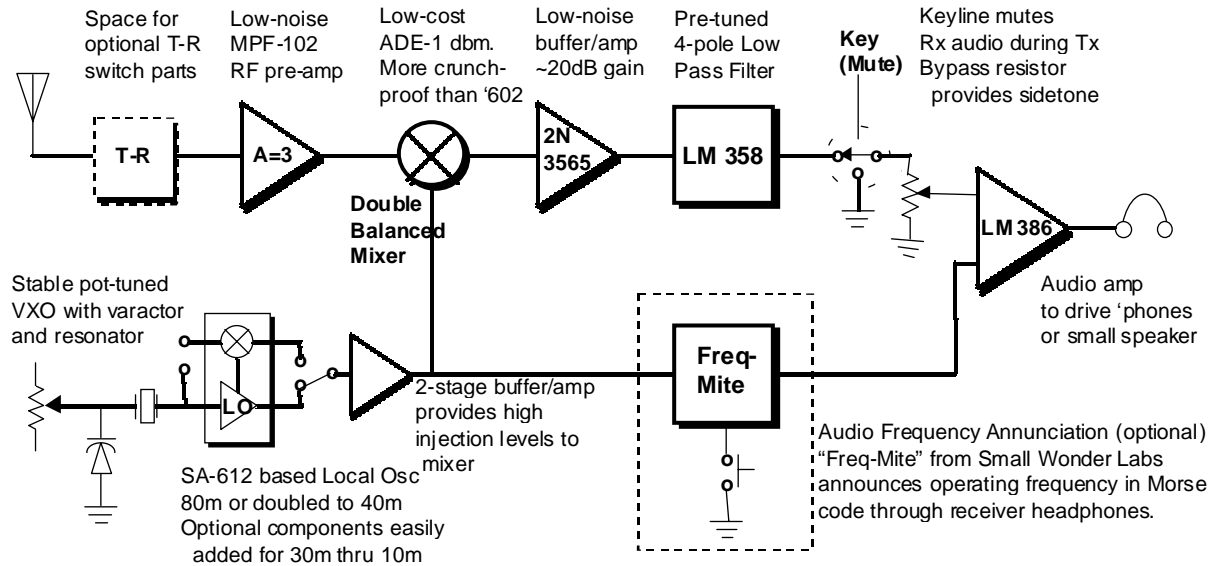 Space for
optional T-R
switch parts
Low-noise
MPF-102
RF pre-amp
Low-cost
ADE-1 dbm.
More crunch-
proof than ‘602
Low-noise
buffer/amp
~20dB gain
Pre-tuned
4-pole Low
Pass Filter
Key
(Mute)
Keyline mutes
Rx audio during Tx
Bypass resistor
provides sidetone
T-R
A=3
2N
3565
LM 358
Double
Balanced
Mixer
LM 386
Audio amp
to drive ‘phones
or small speaker
Stable pot-tuned
VXO with varactor
and resonator
LO
2-stage buffer/amp
provides high
injection levels to
mixer
Freq-
Mite
SA-612 based Local Osc
80m or doubled to 40m
Optional components easily
added for 30m thru 10m
Audio Frequency Annunciation (optional)
“Freq-Mite” from Small Wonder Labs
announces operating frequency in Morse
code through receiver headphones.